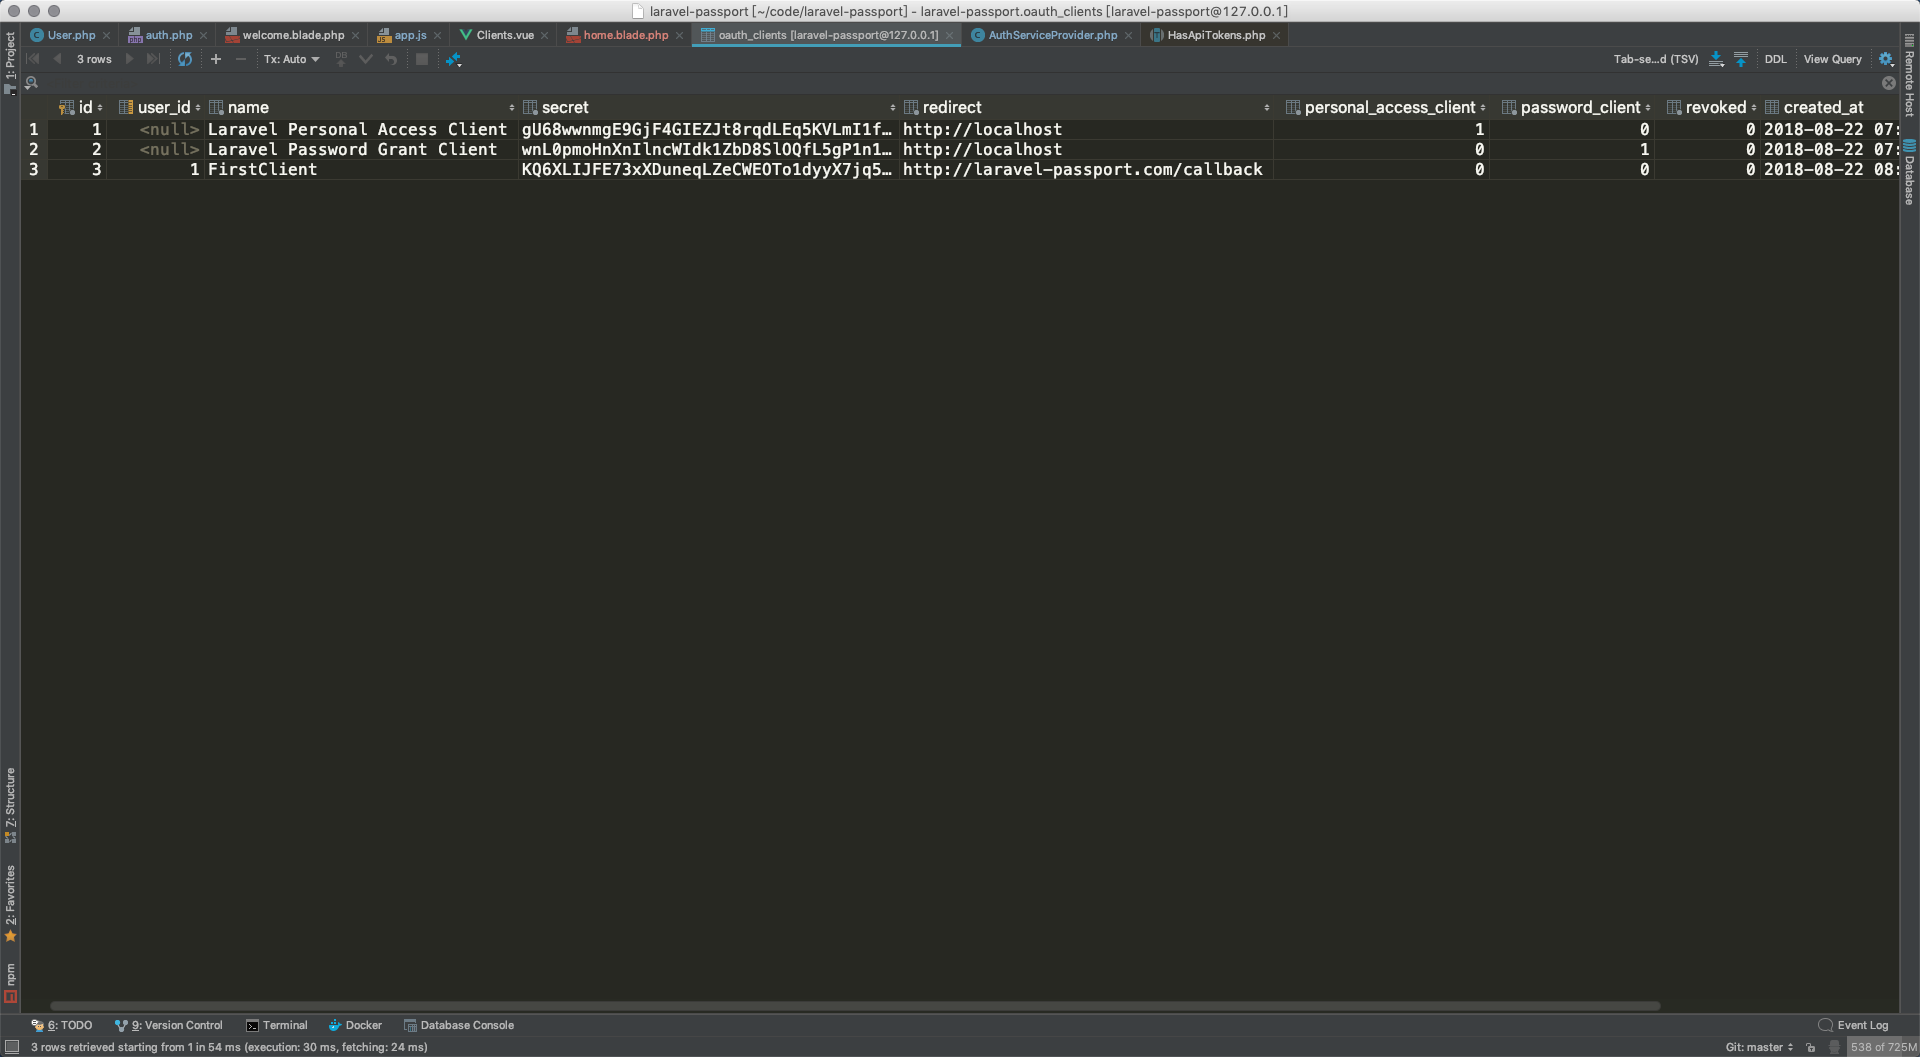 laravel-passport [~/code/laravel-passport] - laravel-passport.oauth_clients [laravel-passport@127.0.0.1]
User.php auth.php welcome.blade.php app.js Clients.vue home.blade.php oauth_clients [laravel-passport@127.0.0.1] AuthServiceProvider.php HasApiTokens.php
3 rows Tx: Auto Tab-se...d (TSV) DDL View Query
id user_id name secret redirect personal_access_client password_client revoked created_at
1 1 <null> Laravel Personal Access Client gU68wwnmgE9GjF4GIEZJt8rqdLEq5KVLmI1f… http://localhost 1 0 0 2018-08-22 07:
2 2 <null> Laravel Password Grant Client wnL0pmoHnXnIlncWIdk1ZbD8SlOQfL5gP1n1… http://localhost 0 1 0 2018-08-22 07:
3 3 1 FirstClient KQ6XLIJFE73xXDuneqLZeCWEOTo1dyyX7jq5… http://laravel-passport.com/callback 0 0 0 2018-08-22 08:
1: Project
Z: Structure
2: Favorites
npm
Remote Host
Database
6: TODO 9: Version Control Terminal Docker Database Console Event Log
3 rows retrieved starting from 1 in 54 ms (execution: 30 ms, fetching: 24 ms) Git: master 538 of 725M